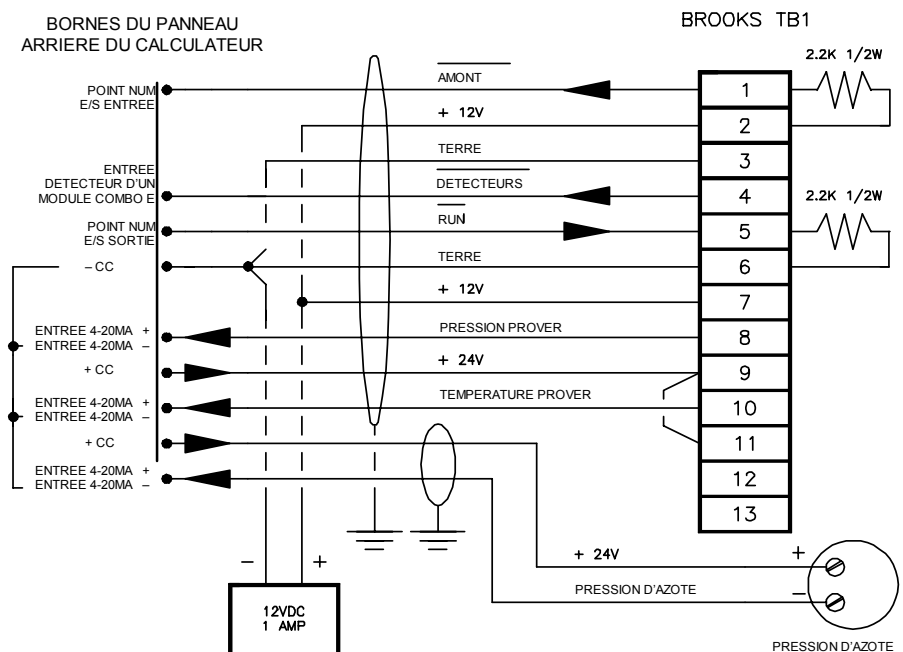 BORNES DU PANNEAU
ARRIERE DU CALCULATEUR
BROOKS TB1
2.2K 1/2W
POINT NUM
E/S ENTREE
AMONT
1
+ 12V
2
TERRE
3
ENTREE
DETECTEUR D'UN
MODULE COMBO E
DETECTEURS
4
2.2K 1/2W
POINT NUM
E/S SORTIE
RUN
5
– CC
TERRE
6
+ 12V
7
ENTREE 4-20MA +
ENTREE 4-20MA –
PRESSION PROVER
8
+ CC
+ 24V
9
ENTREE 4-20MA +
ENTREE 4-20MA –
TEMPERATURE PROVER
10
+ CC
11
ENTREE 4-20MA +
ENTREE 4-20MA –
12
13
– +
12VDC
1 AMP
+ 24V
+
PRESSION D'AZOTE
–
PRESSION D'AZOTE